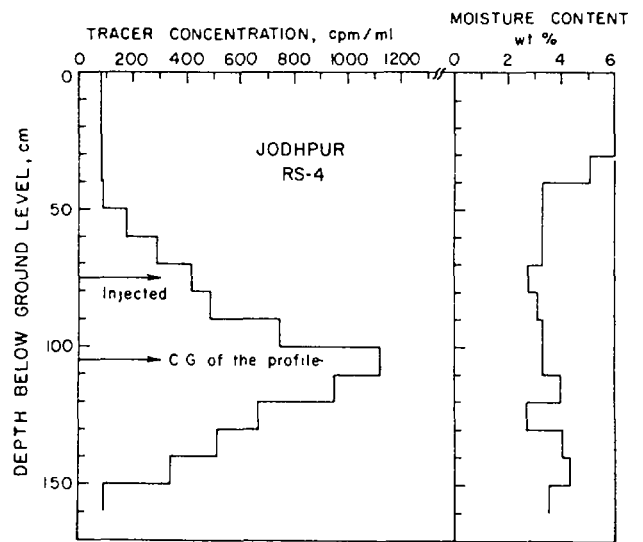 TRACER CONCENTRATION, cpm/ml
0 200 400 600 800 1000 1200
MOISTURE CONTENT
wt %
0 2 4 6
DEPTH BELOW GROUND LEVEL, cm
0
50
100
150
JODHPUR
RS-4
Injected
C G of the profile